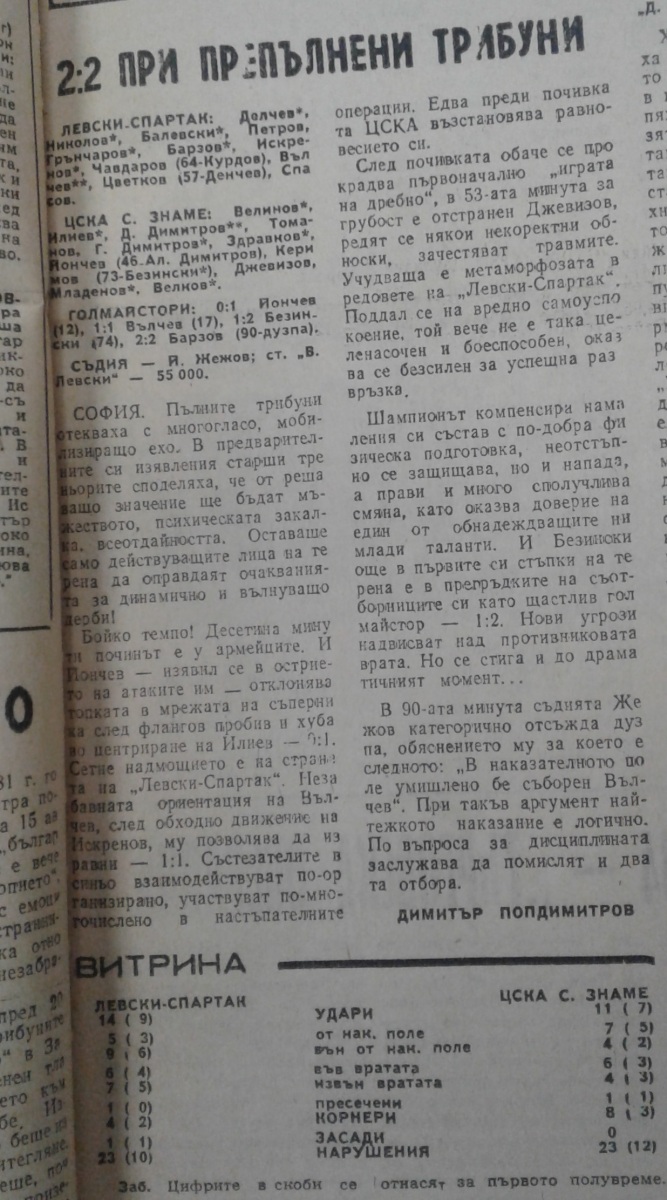 2:2 ПРИ ПРЕПЪЛНЕНИ ТРИБУНИ
ЛЕВСКИ-СПАРТАК: Долчев*,
Николов*, Балевски*, Петров,
Грънчаров*, Барзов*, Искре-
нов*, Чавдаров (64-Курдов), Въл
чев**, Цветков (57-Денчев), Спа
сов.
ЦСКА С. ЗНАМЕ: Велинов*,
Илиев*, Д. Димитров**, Тома-
нов, Г. Димитров*, Здравков*,
Йончев (46.Ал. Димитров), Кери
мов (73-Безински*), Джевизов,
Младенов*, Велков*.
ГОЛМАЙСТОРИ: 0:1 Йончев
(12), 1:1 Вълчев (17), 1:2 Безин-
ски (74), 2:2 Барзов (90-дузпа).
СЪДИЯ — Й. Жежов; ст. „В.
Левски“ — 55 000.
СОФИЯ. Пълните трибуни
отекваха с многогласо, моби-
лизиращо ехо. В предварител-
ните си изявления старши тре
ньорите споделяха, че от реша
ващо значение ще бъдат мъ-
жеството, психическата закал-
ка, всеотдайността. Оставаше
само действуващите лица на те
рена да оправдаят очаквания-
та за динамично и вълнуващо
дерби!
Бойко темпо! Десетина мину
ти починът е у армейците. И
Йончев — изявил се в острие-
то на атаките им — отклонява
топката в мрежата на съперни
ка след флангов пробив и хуба
во центриране на Илиев — 0:1.
Сетне надмощието е на страна
та на „Левски-Спартак“. Неза
бавната ориентация на Въл-
чев, след обходно движение на
Искренов, му позволява да из
равни — 1:1. Състезателите в
синьо взаимодействуват по-ор
ганизирано, участвуват по-мно-
гочислено в настъпателните
операции. Едва преди почивка
та ЦСКА възстановява равно-
весието си.
След почивката обаче се про
крадва първоначално „играта
на дребно“, в 53-ата минута за
грубост е отстранен Джевизов,
редят се някои некоректни об-
носки, зачестяват травмите.
Учудваща е метаморфозата в
редовете на „Левски-Спартак“.
Поддал се на вредно самоуспо
коение, той вече не е така це-
ленасочен и боеспособен, оказ
ва се безсилен за успешна раз
връзка.
Шампионът компенсира нама
ления си състав с по-добра фи
зическа подготовка, неотстъп-
но се защищава, но и напада,
а прави и много сполучлива
смяна, като оказва доверие на
един от обнадеждващите ни
млади таланти. И Безински
още в първите си стъпки на те
рена е в прегръдките на съот-
борниците си като щастлив гол
майстор — 1:2. Нови угрози
надвисват над противниковата
врата. Но се стига и до драма
тичният момент...
В 90-ата минута съдията Же
жов категорично отсъжда дуз
па, обяснението му за което е
следното: „В наказателното по
ле умишлено бе съборен Въл-
чев“. При такъв аргумент най-
тежкото наказание е логично.
По въпроса за дисциплината
заслужава да помислят и два
та отбора.
ДИМИТЪР ПОПДИМИТРОВ
ВИТРИНА
ЛЕВСКИ-СПАРТАК ЦСКА С. ЗНАМЕ
14 ( 9) УДАРИ 11 ( 7)
5 ( 3) от нак. поле 7 ( 5)
9 ( 6) вън от нак. поле 4 ( 2)
6 ( 4) във вратата 6 ( 3)
7 ( 5) извън вратата 4 ( 3)
1 ( 0) пресечени 1 ( 1)
4 ( 2) КОРНЕРИ 8 ( 3)
1 ( 1) ЗАСАДИ 0
23 (10) НАРУШЕНИЯ 23 (12)
Заб. Цифрите в скоби се отнасят за първото полувреме.